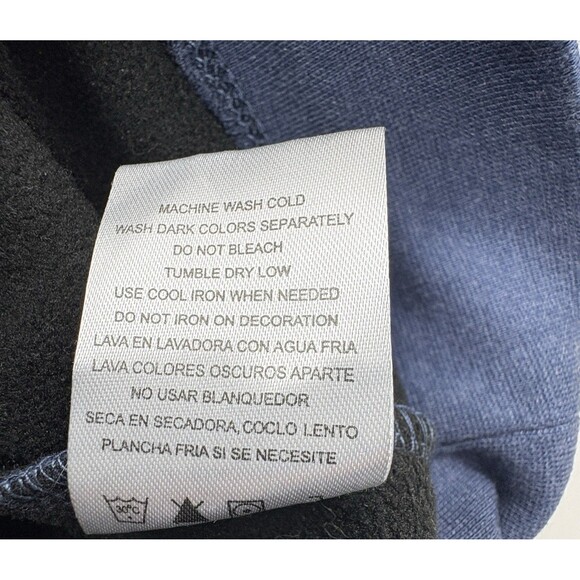 MACHINE WASH COLD
WASH DARK COLORS SEPARATELY
DO NOT BLEACH
TUMBLE DRY LOW
USE COOL IRON WHEN NEEDED
DO NOT IRON ON DECORATION
LAVA EN LAVADORA CON AGUA FRIA
LAVA COLORES OSCUROS APARTE
NO USAR BLANQUEDOR
SECA EN SECADORA, COCLO LENTO
PLANCHA FRIA SI SE NECESITE
30°C